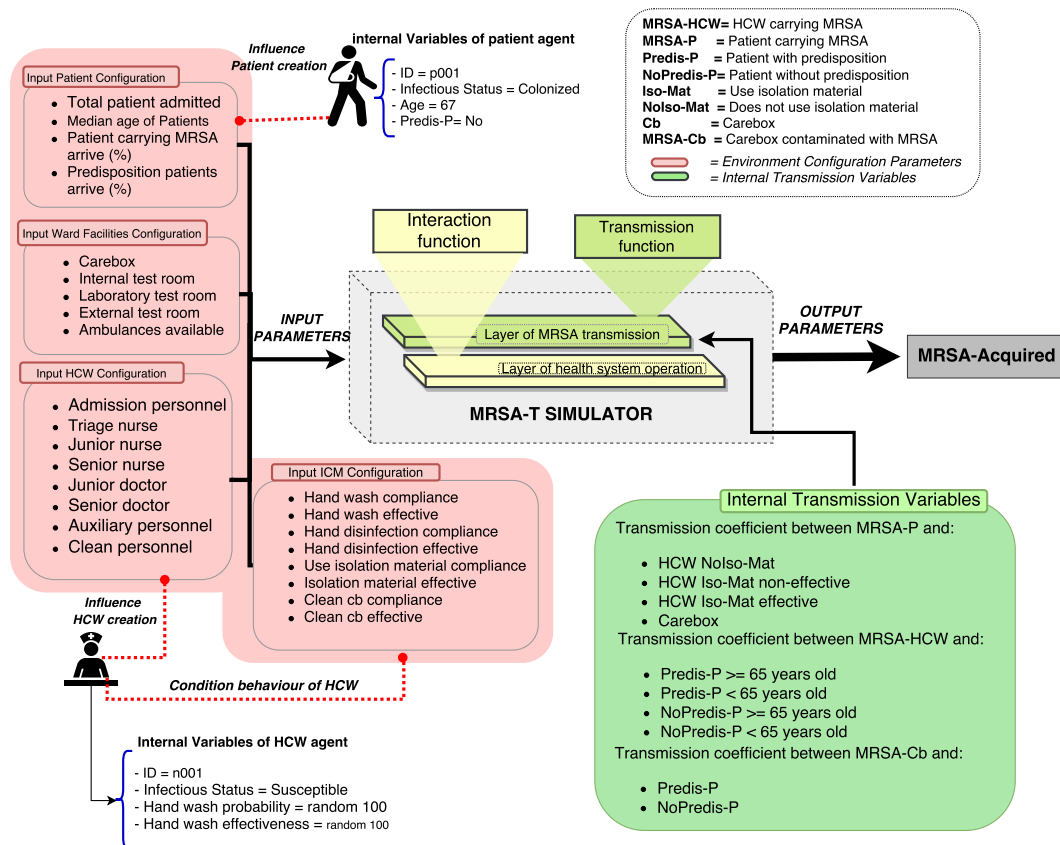 Influence
Patient creation
internal Variables of patient agent
- ID = p001
- Infectious Status = Colonized
- Age = 67
- Predis-P= No
MRSA-HCW= HCW carrying MRSA
MRSA-P = Patient carrying MRSA
Predis-P = Patient with predisposition
NoPredis-P= Patient without predisposition
Iso-Mat = Use isolation material
NoIso-Mat = Does not use isolation material
Cb = Carebox
MRSA-Cb = Carebox contaminated with MRSA
= Environment Configuration Parameters
= Internal Transmission Variables
Input Patient Configuration
• Total patient admitted
• Median age of Patients
• Patient carrying MRSA
arrive (%)
• Predisposition patients
arrive (%)
Input Ward Facilities Configuration
• Carebox
• Internal test room
• Laboratory test room
• External test room
• Ambulances available
Input HCW Configuration
• Admission personnel
• Triage nurse
• Junior nurse
• Senior nurse
• Junior doctor
• Senior doctor
• Auxiliary personnel
• Clean personnel
Input ICM Configuration
• Hand wash compliance
• Hand wash effective
• Hand disinfection compliance
• Hand disinfection effective
• Use isolation material compliance
• Isolation material effective
• Clean cb compliance
• Clean cb effective
INPUT
PARAMETERS
Interaction
function
Transmission
function
Layer of MRSA transmission
Layer of health system operation
MRSA-T SIMULATOR
OUTPUT
PARAMETERS
MRSA-Acquired
Internal Transmission Variables
Transmission coefficient between MRSA-P and:
• HCW NoIso-Mat
• HCW Iso-Mat non-effective
• HCW Iso-Mat effective
• Carebox
Transmission coefficient between MRSA-HCW and:
• Predis-P >= 65 years old
• Predis-P < 65 years old
• NoPredis-P >= 65 years old
• NoPredis-P < 65 years old
Transmission coefficient between MRSA-Cb and:
• Predis-P
• NoPredis-P
Influence
HCW creation
Condition behaviour of HCW
Internal Variables of HCW agent
- ID = n001
- Infectious Status = Susceptible
- Hand wash probability = random 100
- Hand wash effectiveness = random 100